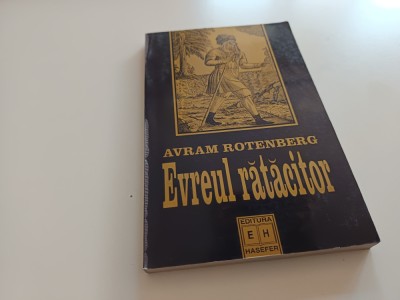 AVRAM ROTENBERG
Evreul rătăcitor
EDITURA
E H
HASEFER